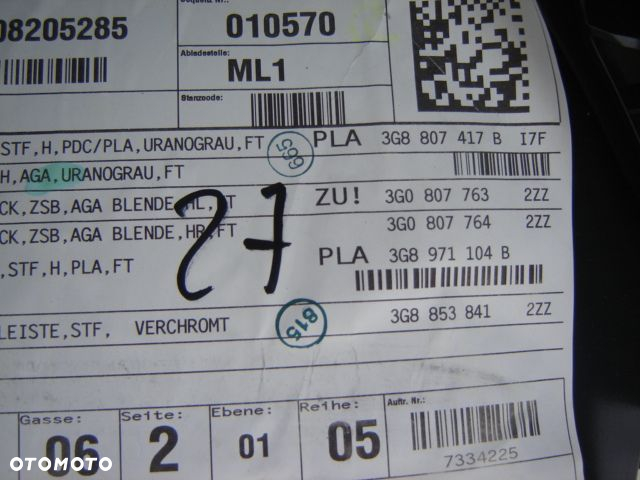 08205285
010570
Abladestelle:
ML1
Stanzcode:
STF,H,PDC/PLA,URANOGRAU,FT PLA 3G8 807 417 B I7F
665
H,AGA,URANOGRAU,FT
CK,ZSB,AGA BLENDE,HL,FT ZU! 3G0 807 763 2ZZ
CK,ZSB,AGA BLENDE,HR,FT 3G0 807 764 2ZZ
27
,STF,H,PLA,FT PLA 3G8 971 104 B
LEISTE,STF, VERCHROMT 815 3G8 853 841 2ZZ
Gasse: Seite: Ebene: Reihe: Auftr. Nr.:
06 2 01 05
7334225
OTOMOTO